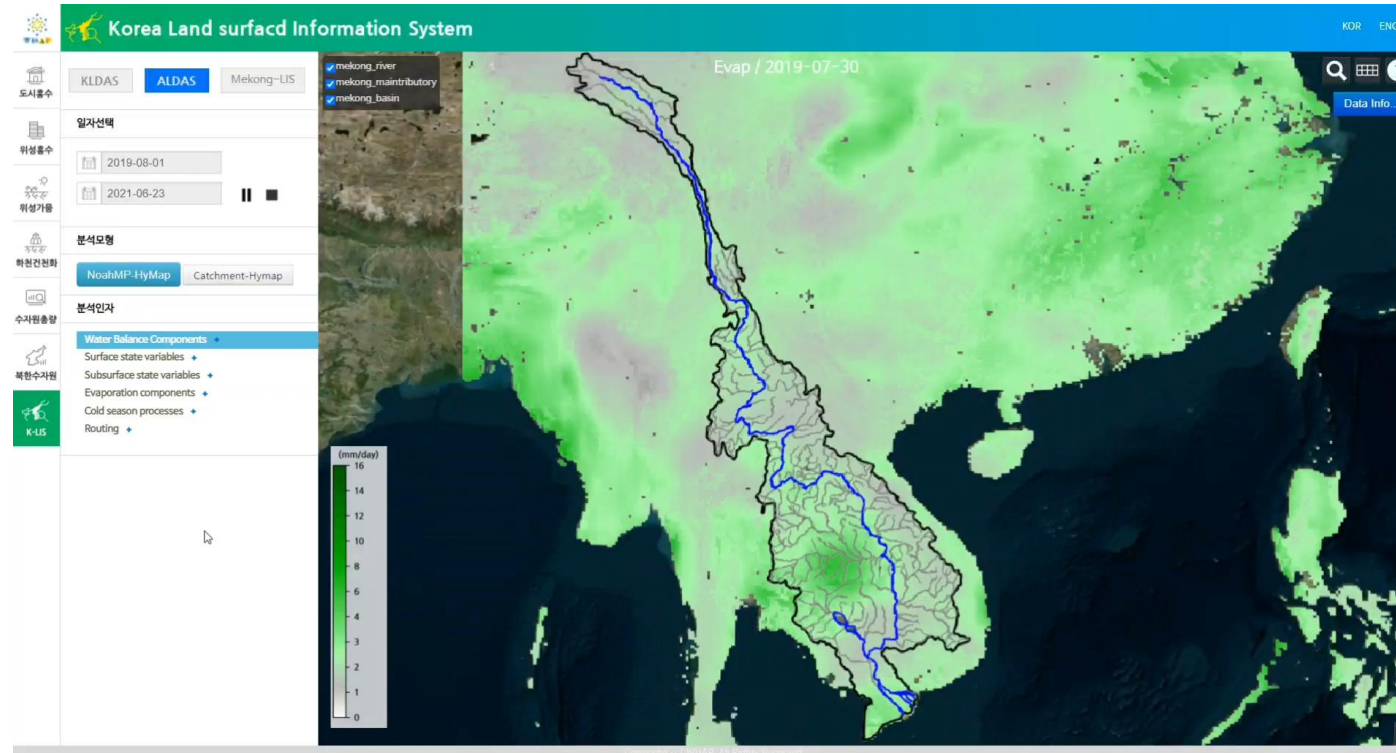 WHAP
Korea Land surfacd Information System
KOR ENG
도시홍수
위성홍수
위성가뭄
하천건천화
수자원총량
북한수자원
K-LIS
KLDAS ALDAS Mekong-LIS
일자선택
2019-08-01
2021-06-23
분석모형
NoahMP-HyMap Catchment-Hymap
분석인자
Water Balance Components +
Surface state variables +
Subsurface state variables +
Evaporation components +
Cold season processes +
Routing +
mekong_river
mekong_maintributory
mekong_basin
Evap / 2019-07-30
Data Info..
(mm/day)
16
14
12
10
8
6
4
3
2
1
0